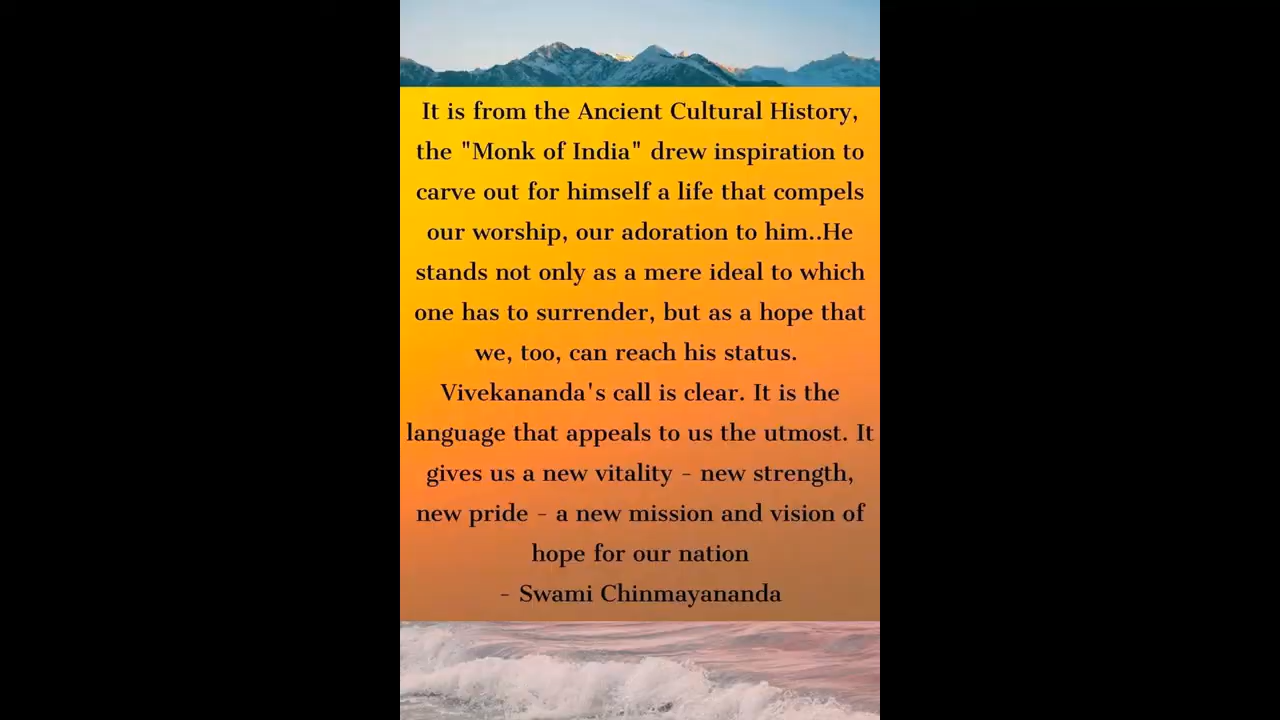 It is from the Ancient Cultural History,
the "Monk of India" drew inspiration to
carve out for himself a life that compels
our worship, our adoration to him..He
stands not only as a mere ideal to which
one has to surrender, but as a hope that
we, too, can reach his status.
Vivekananda's call is clear. It is the
language that appeals to us the utmost. It
gives us a new vitality - new strength,
new pride - a new mission and vision of
hope for our nation
- Swami Chinmayananda